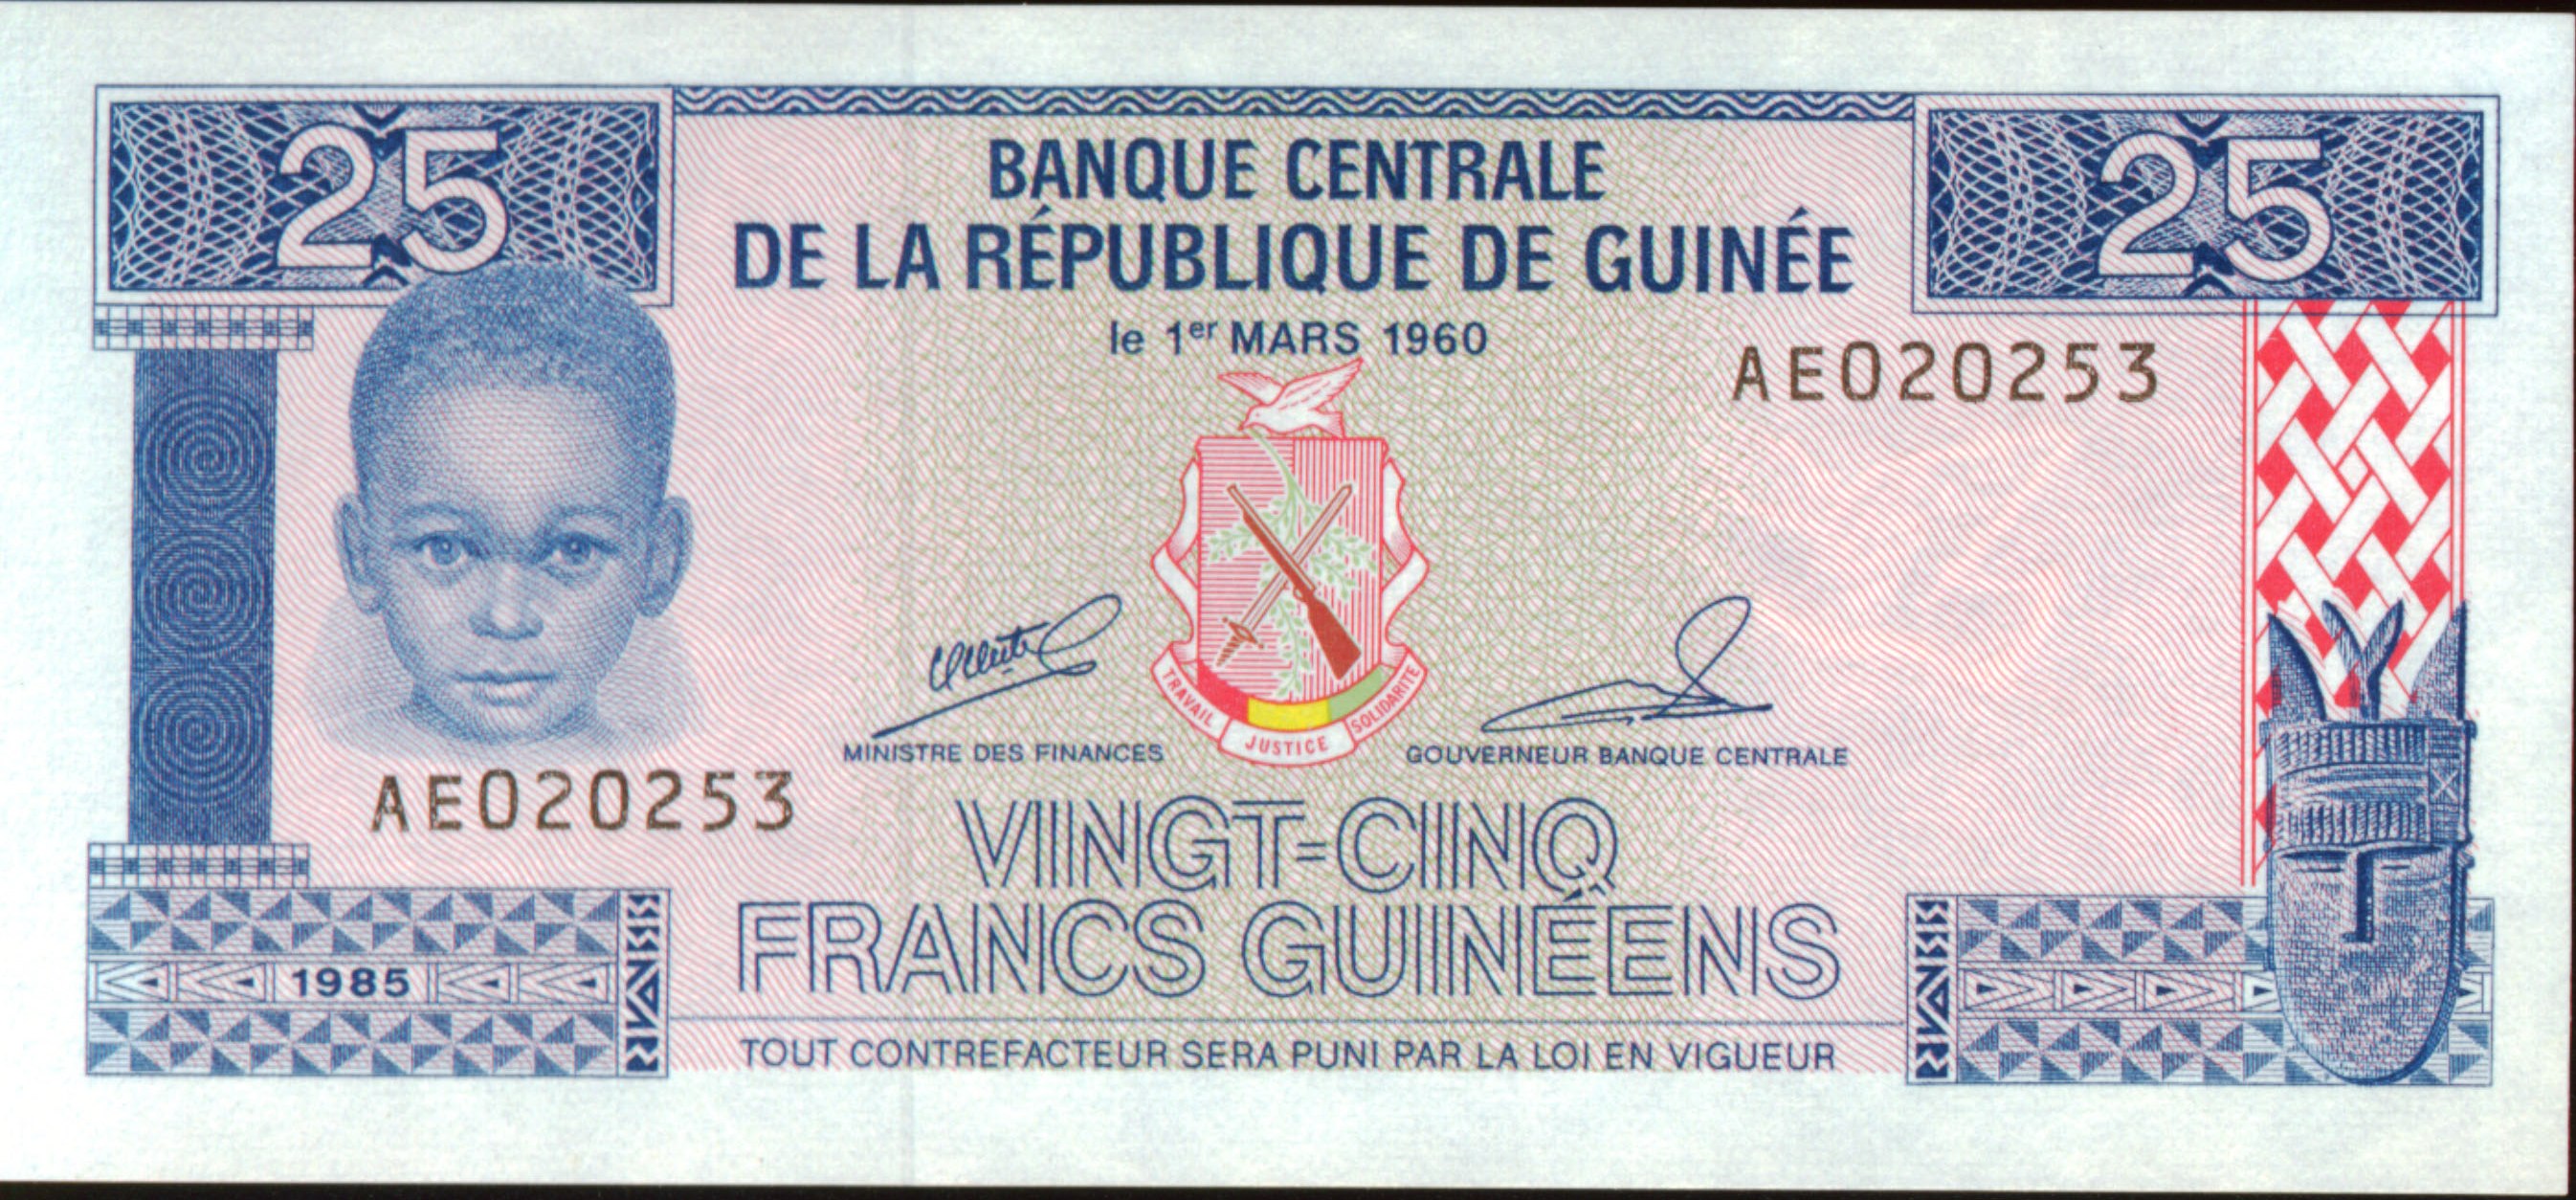 25
25
BANQUE CENTRALE
DE LA RÉPUBLIQUE DE GUINÉE
le 1er MARS 1960
AE020253
TRAVAIL
JUSTICE
SOLIDARITE
MINISTRE DES FINANCES
GOUVERNEUR BANQUE CENTRALE
AE020253
VINGT-CINQ
FRANCS GUINÉENS
1985
TOUT CONTREFACTEUR SERA PUNI PAR LA LOI EN VIGUEUR